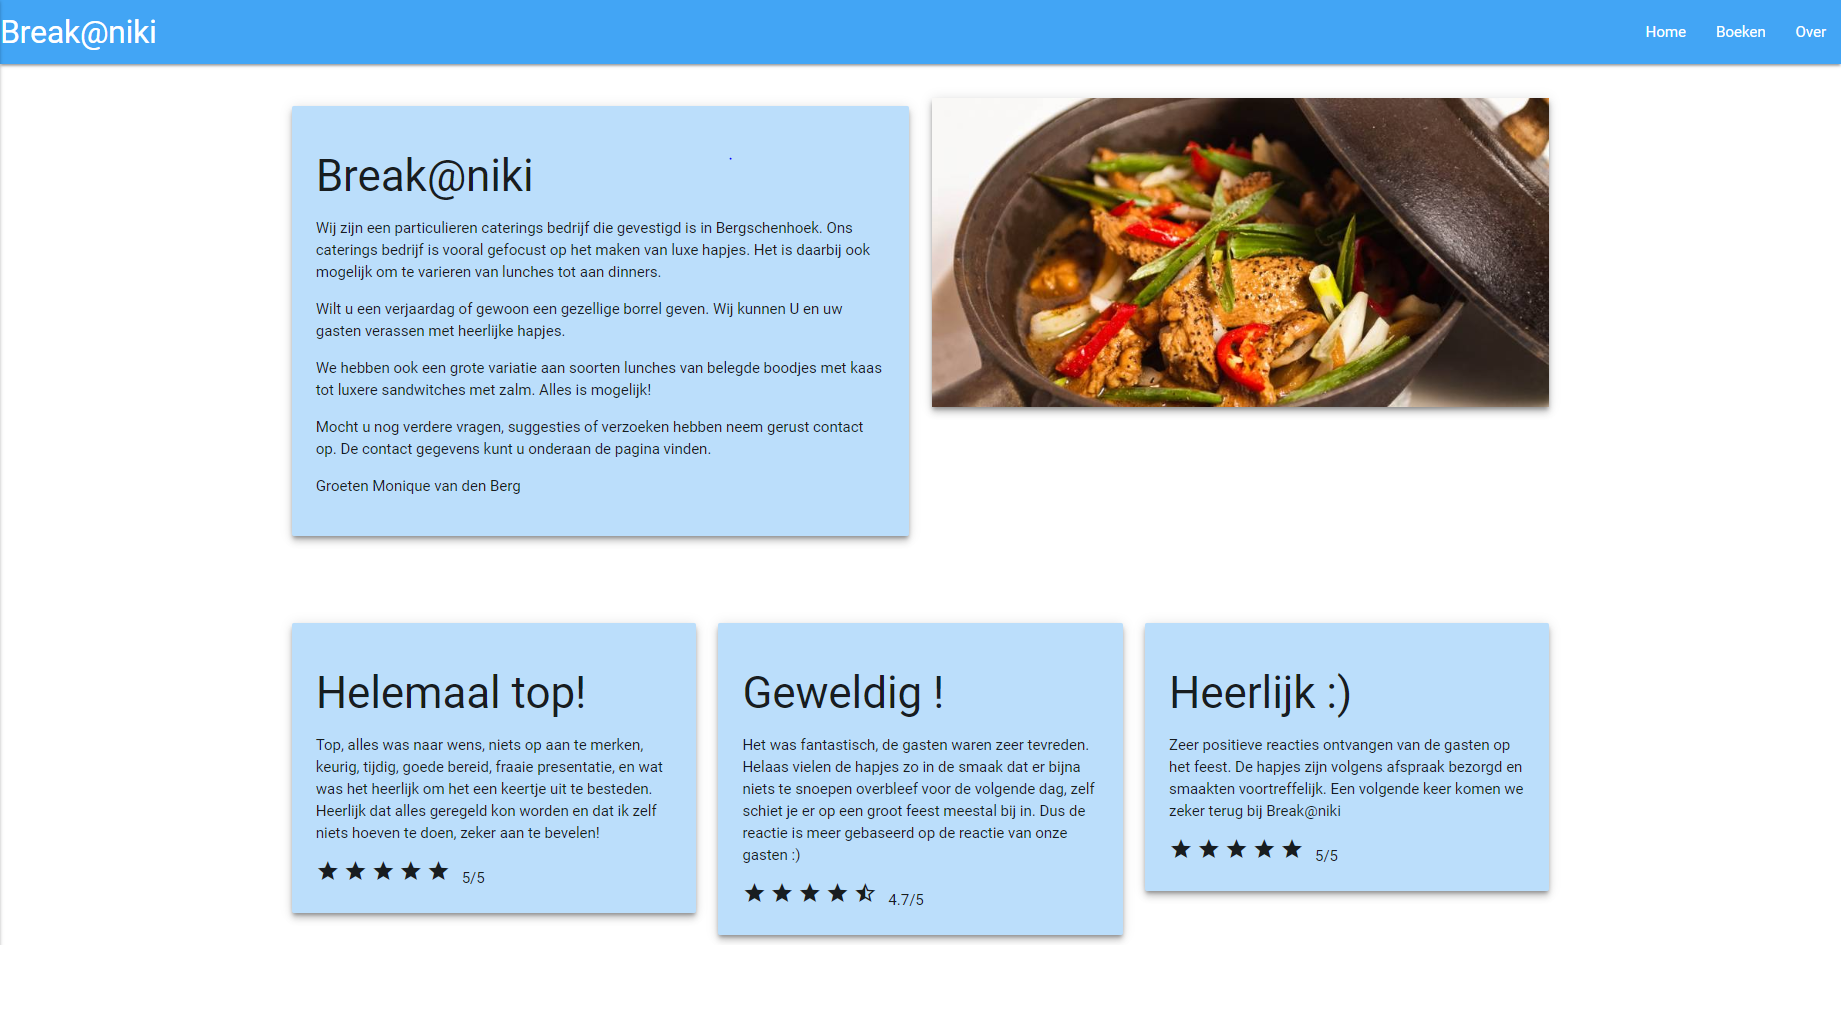 Break@niki
Home Boeken Over
Break@niki
Wij zijn een particulieren caterings bedrijf die gevestigd is in Bergschenhoek. Ons
caterings bedrijf is vooral gefocust op het maken van luxe hapjes. Het is daarbij ook
mogelijk om te varieren van lunches tot aan dinners.
Wilt u een verjaardag of gewoon een gezellige borrel geven. Wij kunnen U en uw
gasten verassen met heerlijke hapjes.
We hebben ook een grote variatie aan soorten lunches van belegde boodjes met kaas
tot luxere sandwitches met zalm. Alles is mogelijk!
Mocht u nog verdere vragen, suggesties of verzoeken hebben neem gerust contact
op. De contact gegevens kunt u onderaan de pagina vinden.
Groeten Monique van den Berg
Helemaal top!
Top, alles was naar wens, niets op aan te merken,
keurig, tijdig, goede bereid, fraaie presentatie, en wat
was het heerlijk om het een keertje uit te besteden.
Heerlijk dat alles geregeld kon worden en dat ik zelf
niets hoeven te doen, zeker aan te bevelen!
5/5
Geweldig !
Het was fantastisch, de gasten waren zeer tevreden.
Helaas vielen de hapjes zo in de smaak dat er bijna
niets te snoepen overbleef voor de volgende dag, zelf
schiet je er op een groot feest meestal bij in. Dus de
reactie is meer gebaseerd op de reactie van onze
gasten :)
4.7/5
Heerlijk :)
Zeer positieve reacties ontvangen van de gasten op
het feest. De hapjes zijn volgens afspraak bezorgd en
smaakten voortreffelijk. Een volgende keer komen we
zeker terug bij Break@niki
5/5